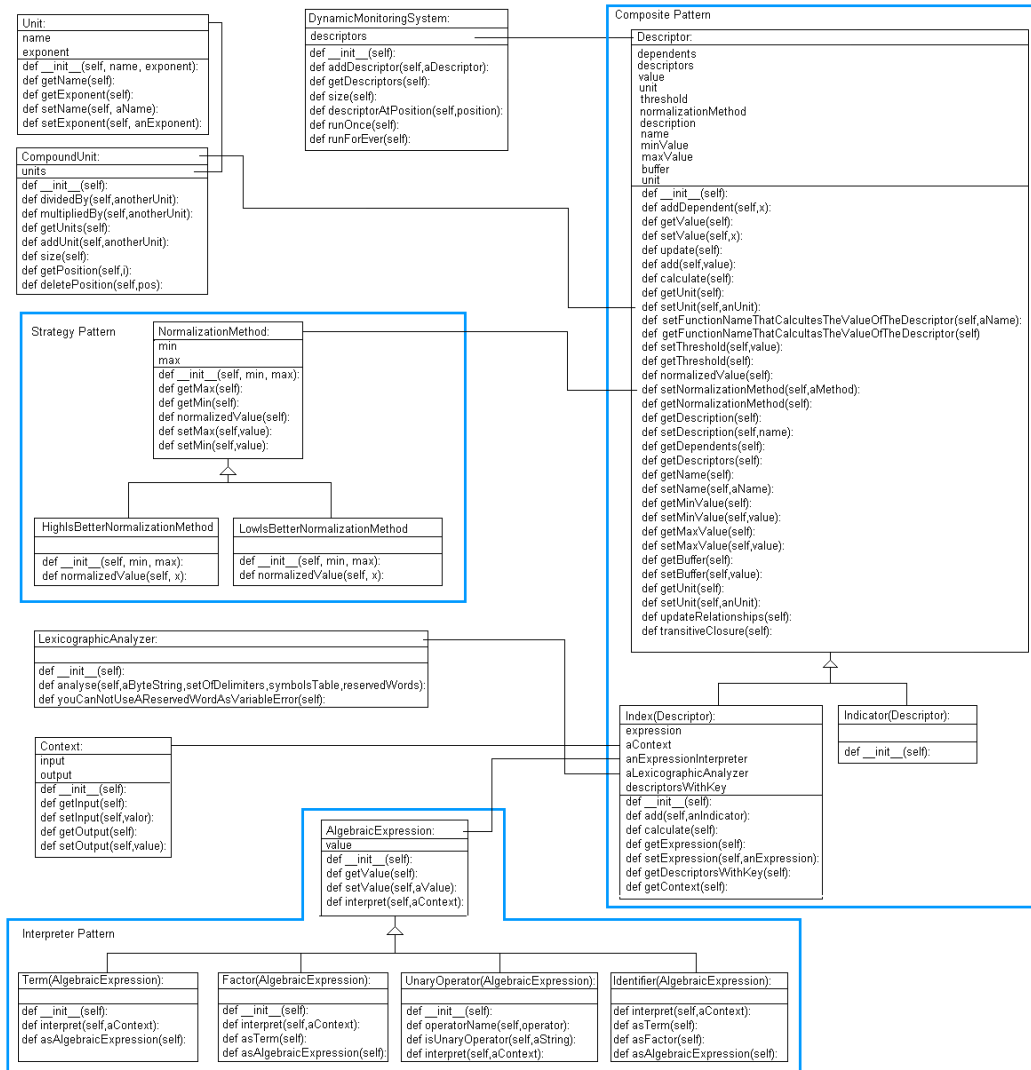 Unit:
name
exponent
def __init__(self, name, exponent):
def getName(self):
def getExponent(self):
def setName(self, aName):
def setExponent(self, anExponent):
CompoundUnit:
units
def __init__(self):
def dividedBy(self,anotherUnit):
def multipliedBy(self,anotherUnit):
def getUnits(self):
def addUnit(self,anotherUnit):
def size(self):
def getPosition(self,i):
def deletePosition(self,pos):
DynamicMonitoringSystem:
descriptors
def __init__(self):
def addDescriptor(self,aDescriptor):
def getDescriptors(self):
def size(self):
def descriptorAtPosition(self,position):
def runOnce(self):
def runForEver(self):
Composite Pattern
Descriptor:
dependents
descriptors
value
unit
threshold
normalizationMethod
description
name
minValue
maxValue
buffer
unit
def __init__(self):
def addDependent(self,x):
def getValue(self):
def setValue(self,x):
def update(self):
def add(self,value):
def calculate(self):
def getUnit(self):
def setUnit(self,anUnit):
def setFunctionNameThatCalcultesTheValueOfTheDescriptor(self,aName):
def getFunctionNameThatCalcultasTheValueOfTheDescriptor(self)
def setThreshold(self,value):
def getThreshold(self):
def normalizedValue(self):
def setNormalizationMethod(self,aMethod):
def getNormalizationMethod(self):
def getDescription(self):
def setDescription(self,name):
def getDependents(self):
def getDescriptors(self):
def getName(self):
def setName(self,aName):
def getMinValue(self):
def setMinValue(self,value):
def getMaxValue(self):
def setMaxValue(self,value):
def getBuffer(self):
def setBuffer(self,value):
def getUnit(self):
def setUnit(self,anUnit):
def updateRelationships(self):
def transitiveClosure(self):
Strategy Pattern
NormalizationMethod:
min
max
def __init__(self, min, max):
def getMax(self):
def getMin(self):
def normalizedValue(self):
def setMax(self,value):
def setMin(self,value):
HighIsBetterNormalizationMethod
def __init__(self, min, max):
def normalizedValue(self, x):
LowIsBetterNormalizationMethod
def __init__(self, min, max):
def normalizedValue(self, x):
LexicographicAnalyzer:
def __init__(self):
def analyse(self,aByteString,setOfDelimiters,symbolsTable,reservedWords):
def youCanNotUseAReservedWordAsVariableError(self):
Context:
input
output
def __init__(self):
def getInput(self):
def setInput(self,valor):
def getOutput(self):
def setOutput(self,value):
Index(Descriptor):
expression
aContext
anExpressionInterpreter
aLexicographicAnalyzer
descriptorsWithKey
def __init__(self):
def add(self,anIndicator):
def calculate(self):
def getExpression(self):
def setExpression(self,anExpression):
def getDescriptorsWithKey(self):
def getContext(self):
Indicator(Descriptor):
def __init__(self):
AlgebraicExpression:
value
def __init__(self):
def getValue(self):
def setValue(self,aValue):
def interpret(self,aContext):
Interpreter Pattern
Term(AlgebraicExpression):
def __init__(self):
def interpret(self,aContext):
def asAlgebraicExpression(self):
Factor(AlgebraicExpression):
def __init__(self):
def interpret(self,aContext):
def asTerm(self):
def asAlgebraicExpression(self):
UnaryOperator(AlgebraicExpression):
def __init__(self):
def operatorName(self,operator):
def isUnaryOperator(self,aString):
def interpret(self,aContext):
Identifier(AlgebraicExpression):
def interpret(self,aContext):
def asTerm(self):
def asFactor(self):
def asAlgebraicExpression(self):